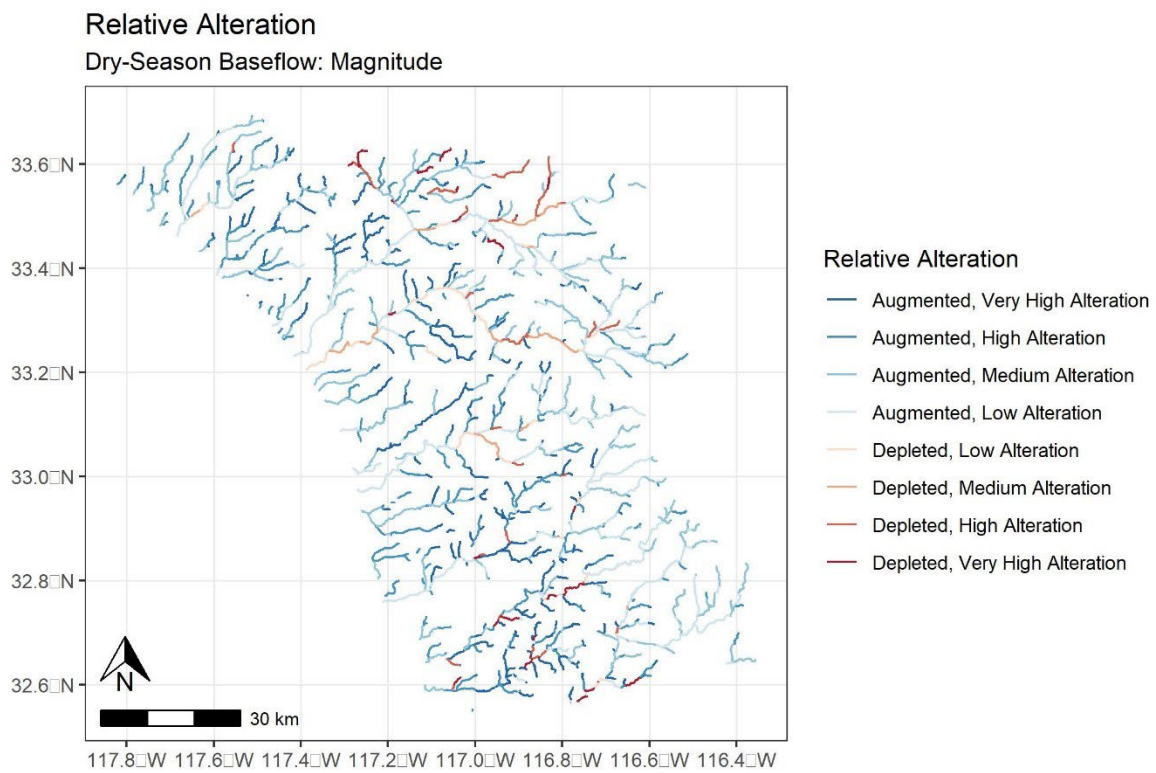 Relative Alteration
Dry-Season Baseflow: Magnitude
33.6□N
33.4□N
33.2□N
33.0□N
32.8□N
32.6□N
N
30 km
117.8□W 117.6□W 117.4□W 117.2□W 117.0□W 116.8□W 116.6□W 116.4□W
Relative Alteration
Augmented, Very High Alteration
Augmented, High Alteration
Augmented, Medium Alteration
Augmented, Low Alteration
Depleted, Low Alteration
Depleted, Medium Alteration
Depleted, High Alteration
Depleted, Very High Alteration